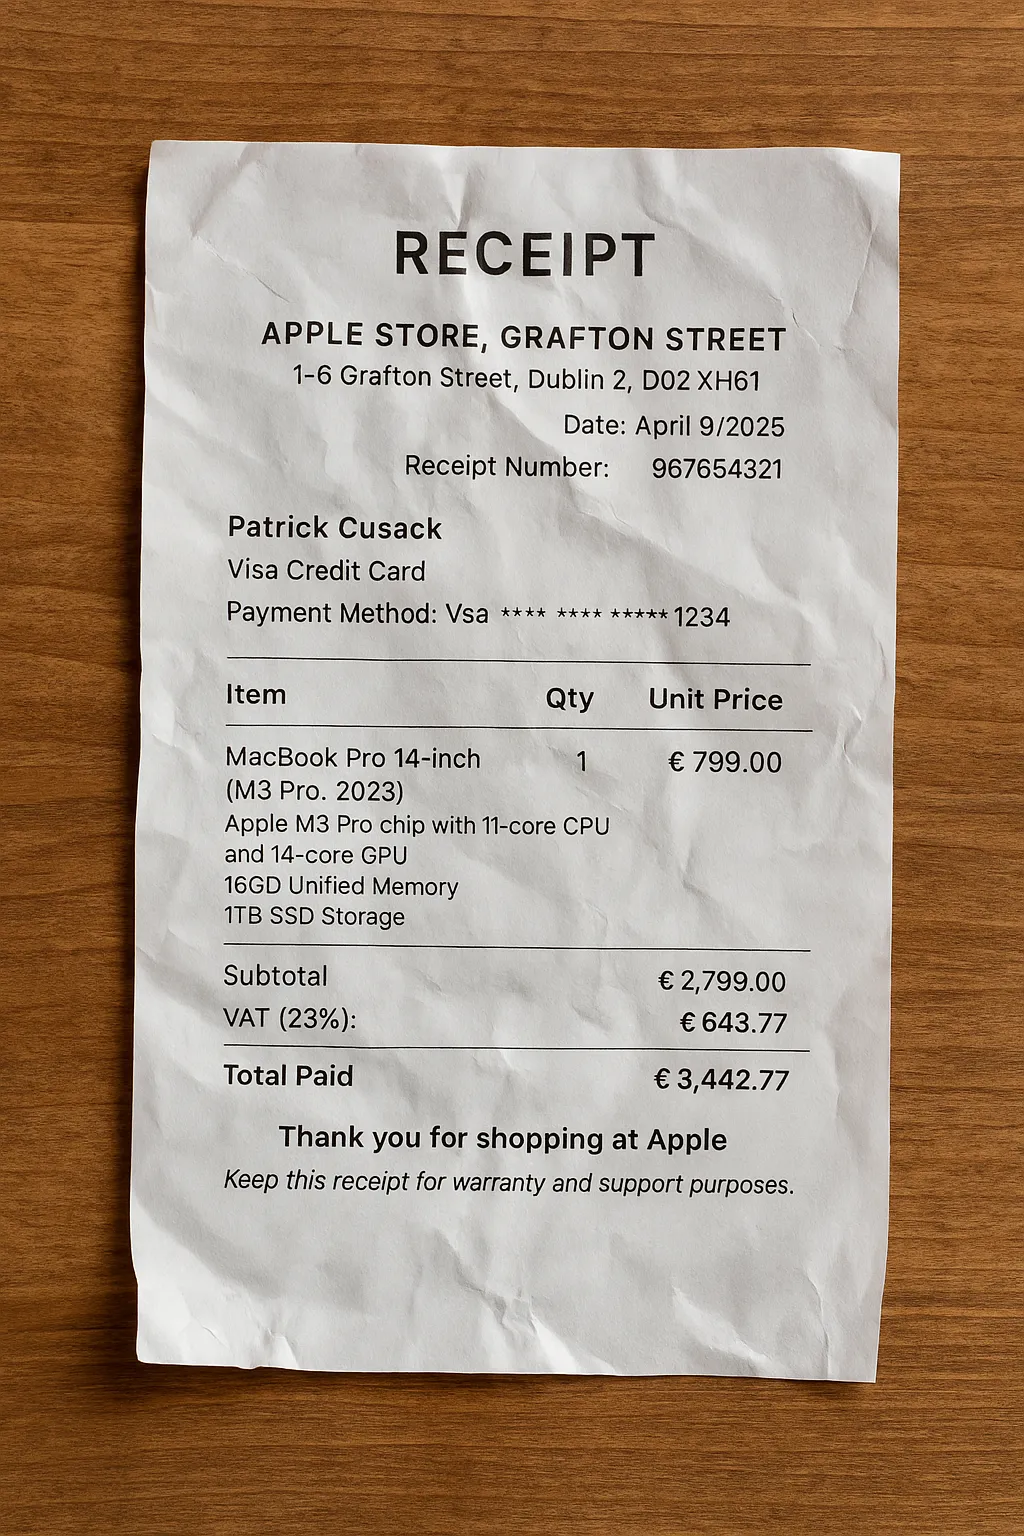 RECEIPT
APPLE STORE, GRAFTON STREET
1-6 Grafton Street, Dublin 2, D02 XH61
Date: April 9/2025
Receipt Number: 967654321
Patrick Cusack
Visa Credit Card
Payment Method: Vsa **** **** ***** 1234
Item Qty Unit Price
MacBook Pro 14-inch 1 € 799.00
(M3 Pro. 2023)
Apple M3 Pro chip with 11-core CPU
and 14-core GPU
16GD Unified Memory
1TB SSD Storage
Subtotal € 2,799.00
VAT (23%): € 643.77
Total Paid € 3,442.77
Thank you for shopping at Apple
Keep this receipt for warranty and support purposes.